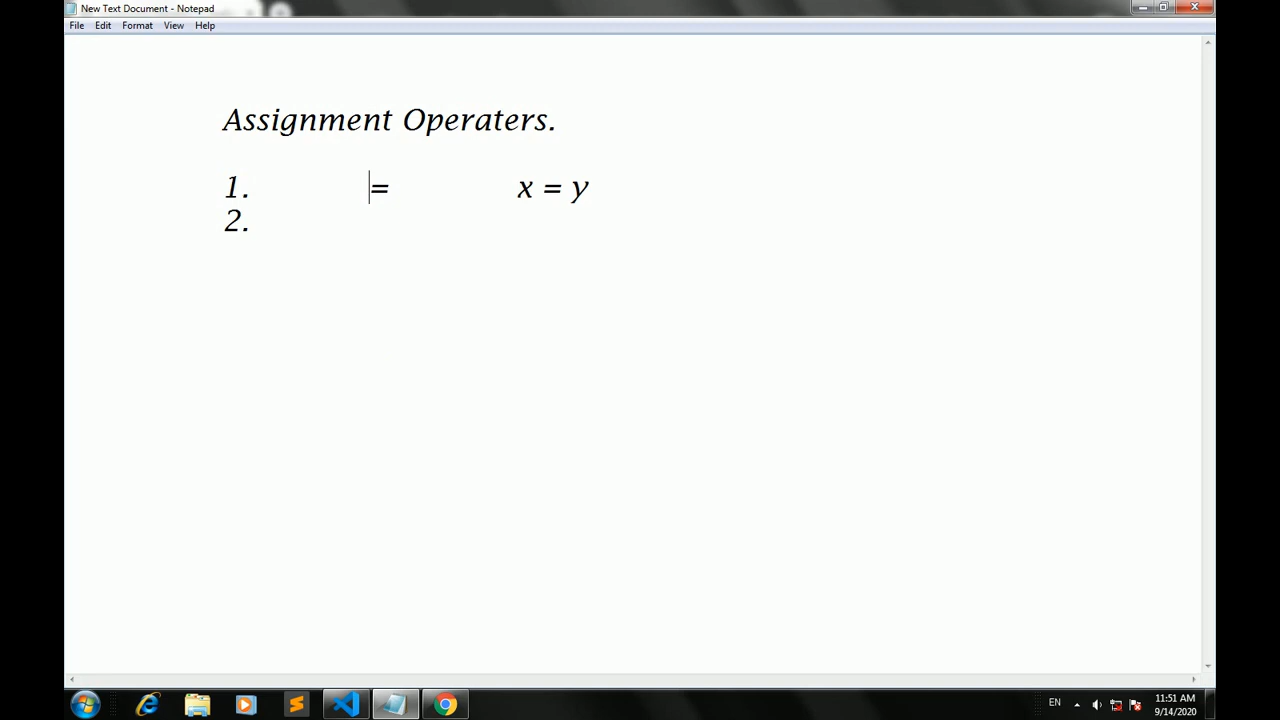 New Text Document - Notepad
File Edit Format View Help
Assignment Operaters.
1. = x = y
2.
EN 11:51 AM
9/14/2020